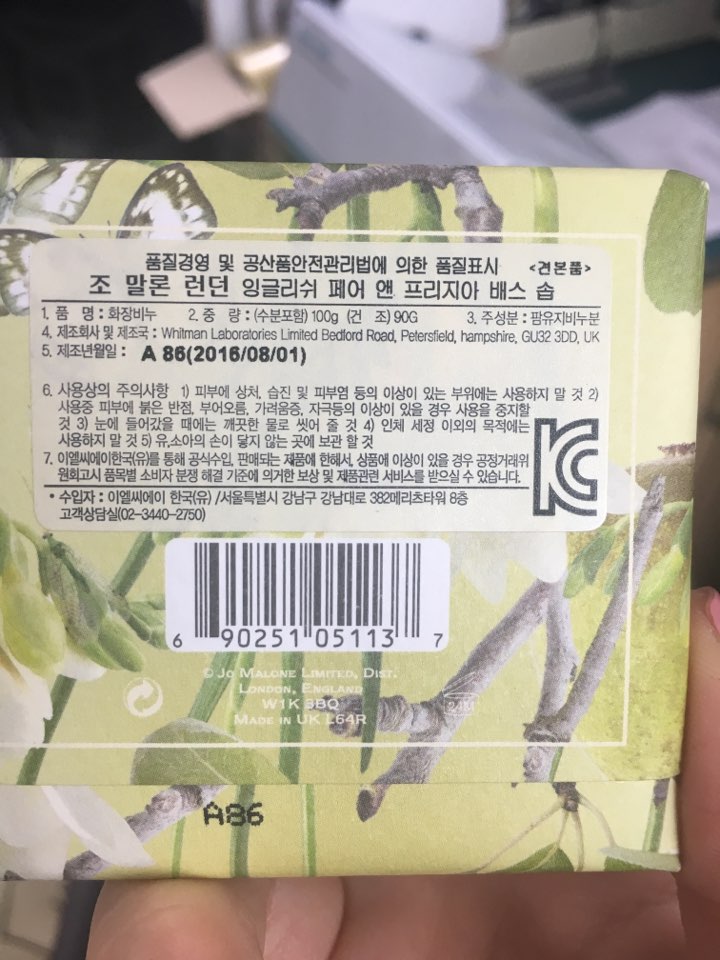 품질경영 및 공산품안전관리법에 의한 품질표시 <견본품>
조 말론 런던 잉글리쉬 페어 앤 프리지아 배스 솝
1. 품 명 : 화장비누 2. 중 량 : (수분포함) 100g (건 조) 90G 3. 주성분 : 팜유지비누분
4. 제조회사 및 제조국 : Whitman Laboratories Limited Bedford Road, Petersfield, hampshire, GU32 3DD, UK
5. 제조년월일 : A 86(2016/08/01)
6. 사용상의 주의사항 1) 피부에 상처, 습진 및 피부염 등의 이상이 있는 부위에는 사용하지 말 것 2)
사용중 피부에 붉은 반점, 부어오름, 가려움증, 자극등의 이상이 있을 경우 사용을 중지할
것 3) 눈에 들어갔을 때에는 깨끗한 물로 씻어 줄 것 4) 인체 세정 이외의 목적에는
사용하지 말 것 5) 유,소아의 손이 닿지 않는 곳에 보관 할 것
7. 이엘씨에이한국(유)를 통해 공식수입, 판매되는 제품에 한해서, 상품에 이상이 있을 경우 공정거래위
원회고시 품목별 소비자 분쟁 해결 기준에 의거한 보상 및 제품관련 서비스를 받으실 수 있습니다.
• 수입자 : 이엘씨에이 한국(유) /서울특별시 강남구 강남대로 382메리츠타워 8층
고객상담실(02-3440-2750)
KC
6 90251 05113 7
© Jo Malone Limited, Dist.
London, England
W1K 3BQ
Made in UK L64R
24M
A86